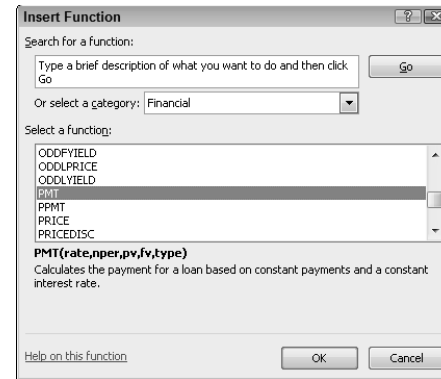 Insert Function
Search for a function:
Type a brief description of what you want to do and then click
Go
Go
Or select a category: Financial
Select a function:
ODDFYIELD
ODDLPRICE
ODDLYIELD
PMT
PPMT
PRICE
PRICEDISC
PMT(rate,nper,pv,fv,type)
Calculates the payment for a loan based on constant payments and a constant
interest rate.
Help on this function
OK
Cancel